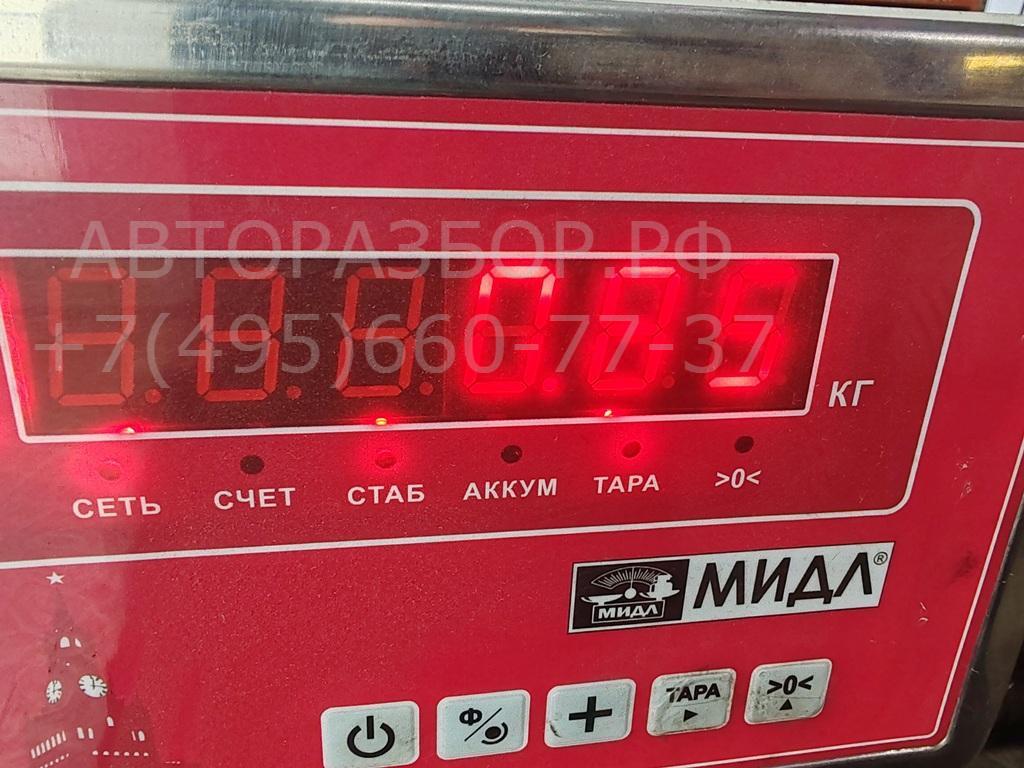 АВТОРАЗБОР.РФ
+7(495)660-77-37
КГ
СЕТЬ СЧЕТ СТАБ АККУМ ТАРА >0<
МИДЛ МИДЛ®
Ф ТАРА >0<